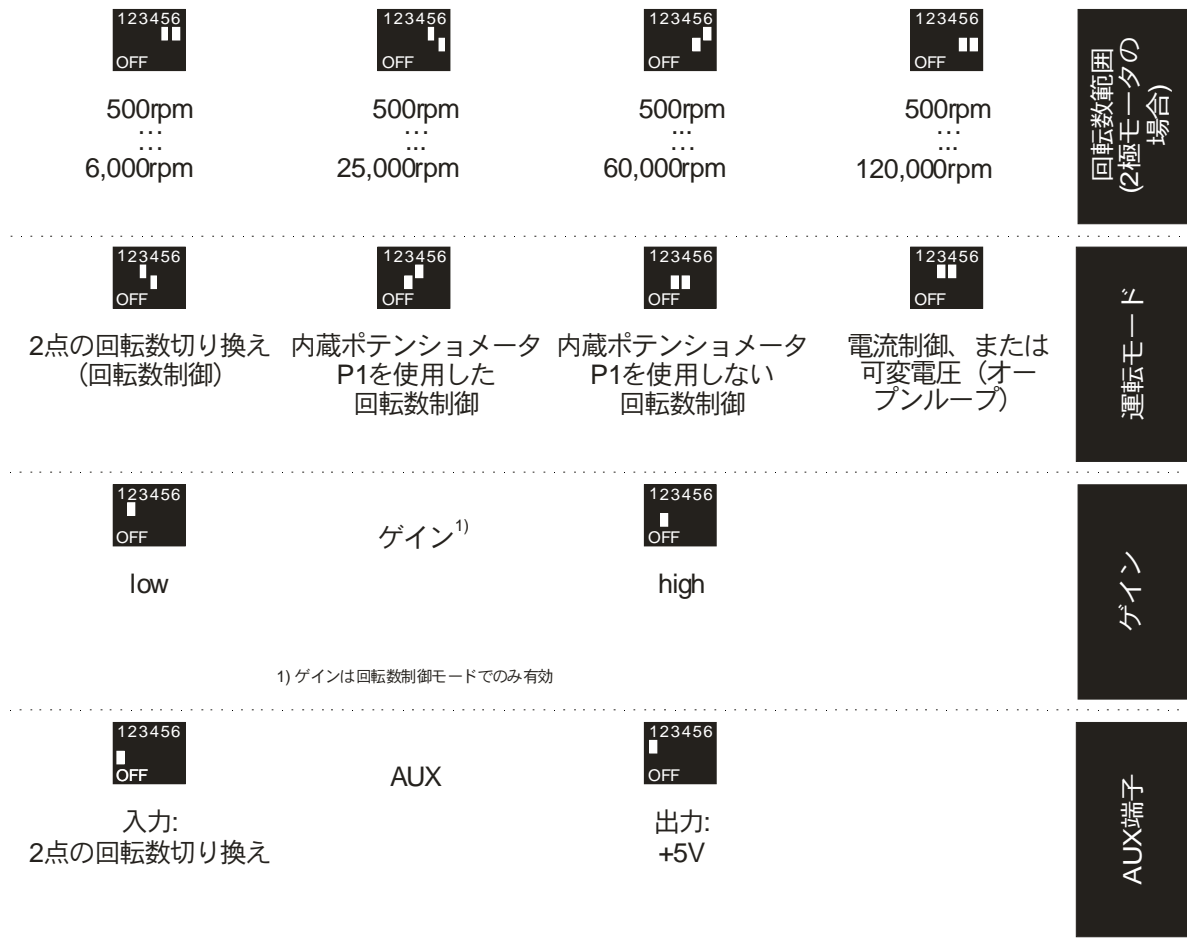 123456
OFF
500rpm
...
...
6,000rpm
123456
OFF
500rpm
...
...
25,000rpm
123456
OFF
500rpm
...
...
60,000rpm
123456
OFF
500rpm
...
...
120,000rpm
回転数範囲
(2極モータの
場合)
123456
OFF
2点の回転数切り換え
（回転数制御）
123456
OFF
内蔵ポテンショメータ
P1を使用した
回転数制御
123456
OFF
内蔵ポテンショメータ
P1を使用しない
回転数制御
123456
OFF
電流制御、または
可変電圧（オー
プンループ）
運転モード
123456
OFF
low
ゲイン1)
123456
OFF
high
1) ゲインは回転数制御モードでのみ有効
ゲイン
123456
OFF
入力:
2点の回転数切り換え
AUX
123456
OFF
出力:
+5V
AUX端子